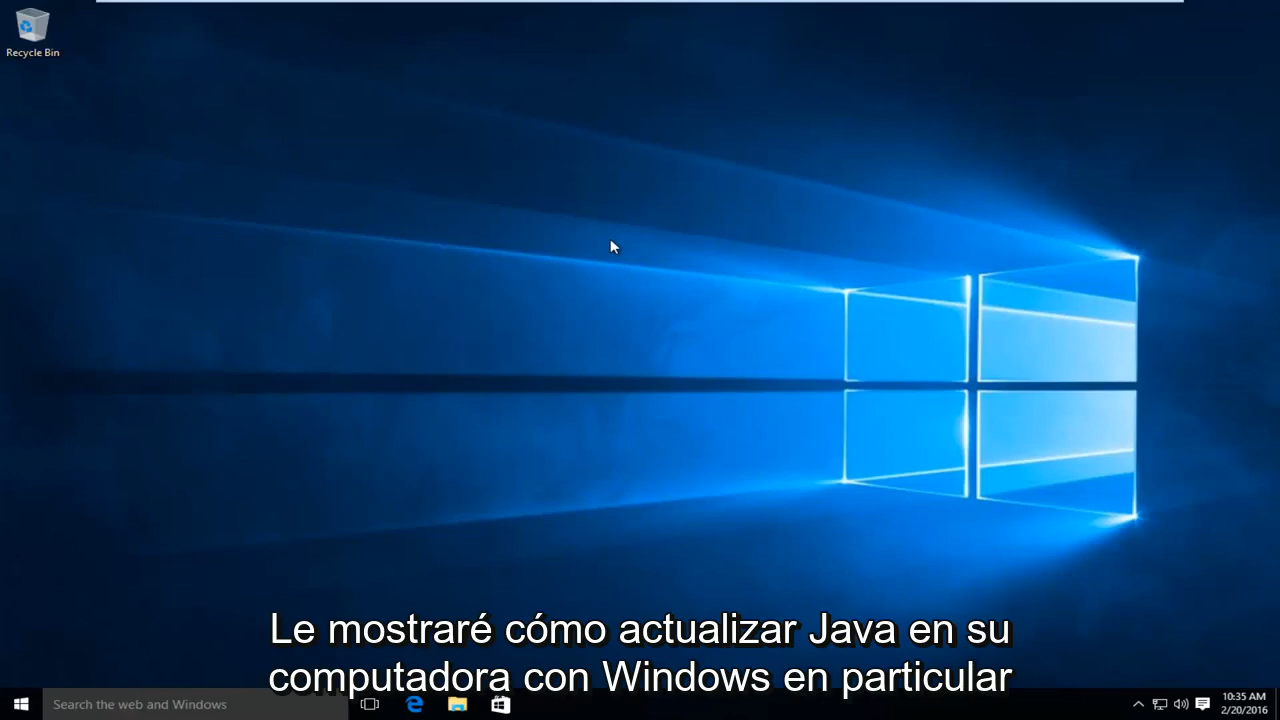 Recycle Bin
Le mostraré cómo actualizar Java en su
computadora con Windows en particular
Search the web and Windows
10:35 AM
2/20/2016